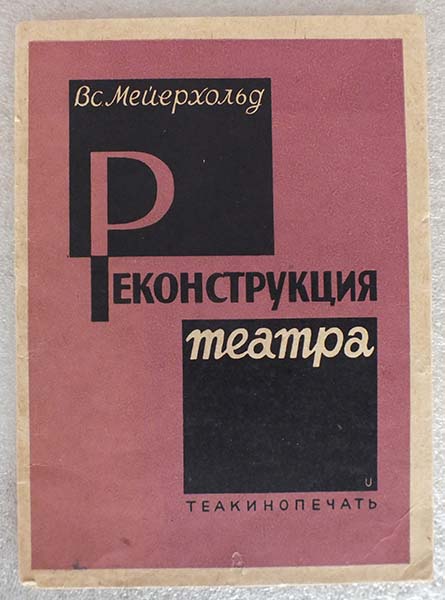 Вс Мейерхольд
Реконструкция
театра
U
ТЕАКИНОПЕЧАТЬ